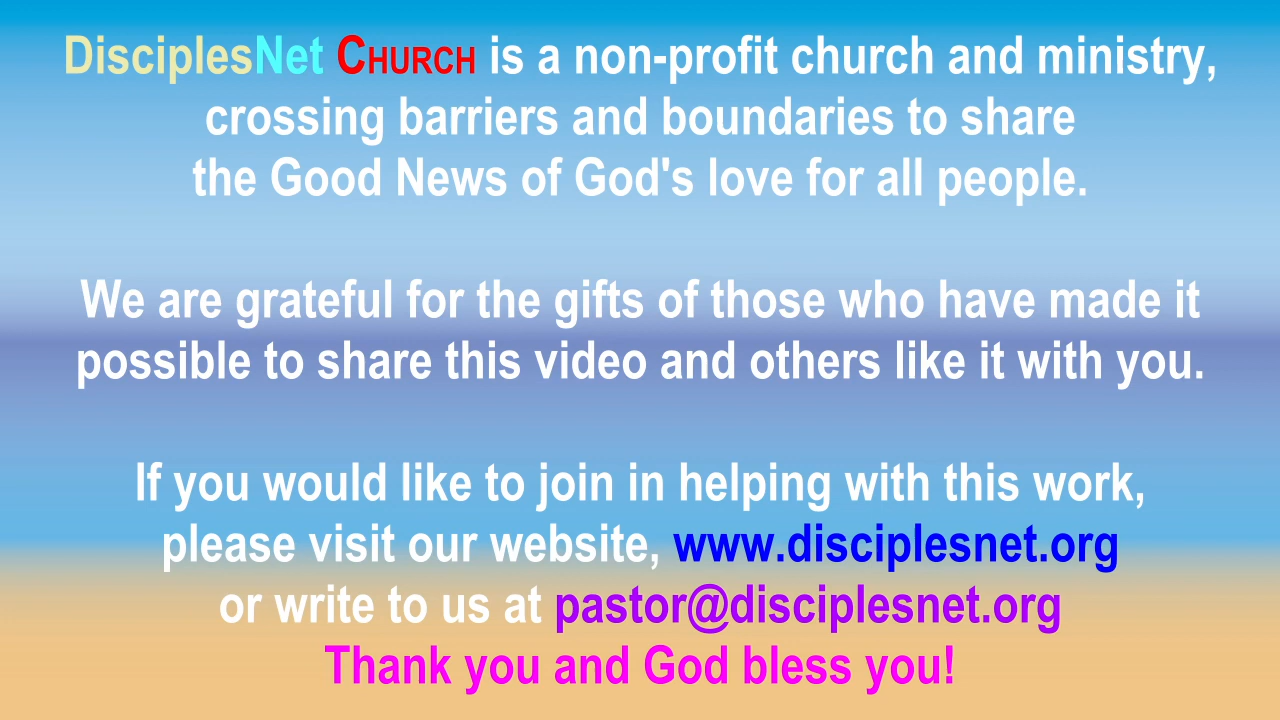 DisciplesNet CHURCH is a non-profit church and ministry,
crossing barriers and boundaries to share
the Good News of God's love for all people.
We are grateful for the gifts of those who have made it
possible to share this video and others like it with you.
If you would like to join in helping with this work,
please visit our website, www.disciplesnet.org
or write to us at pastor@disciplesnet.org
Thank you and God bless you!